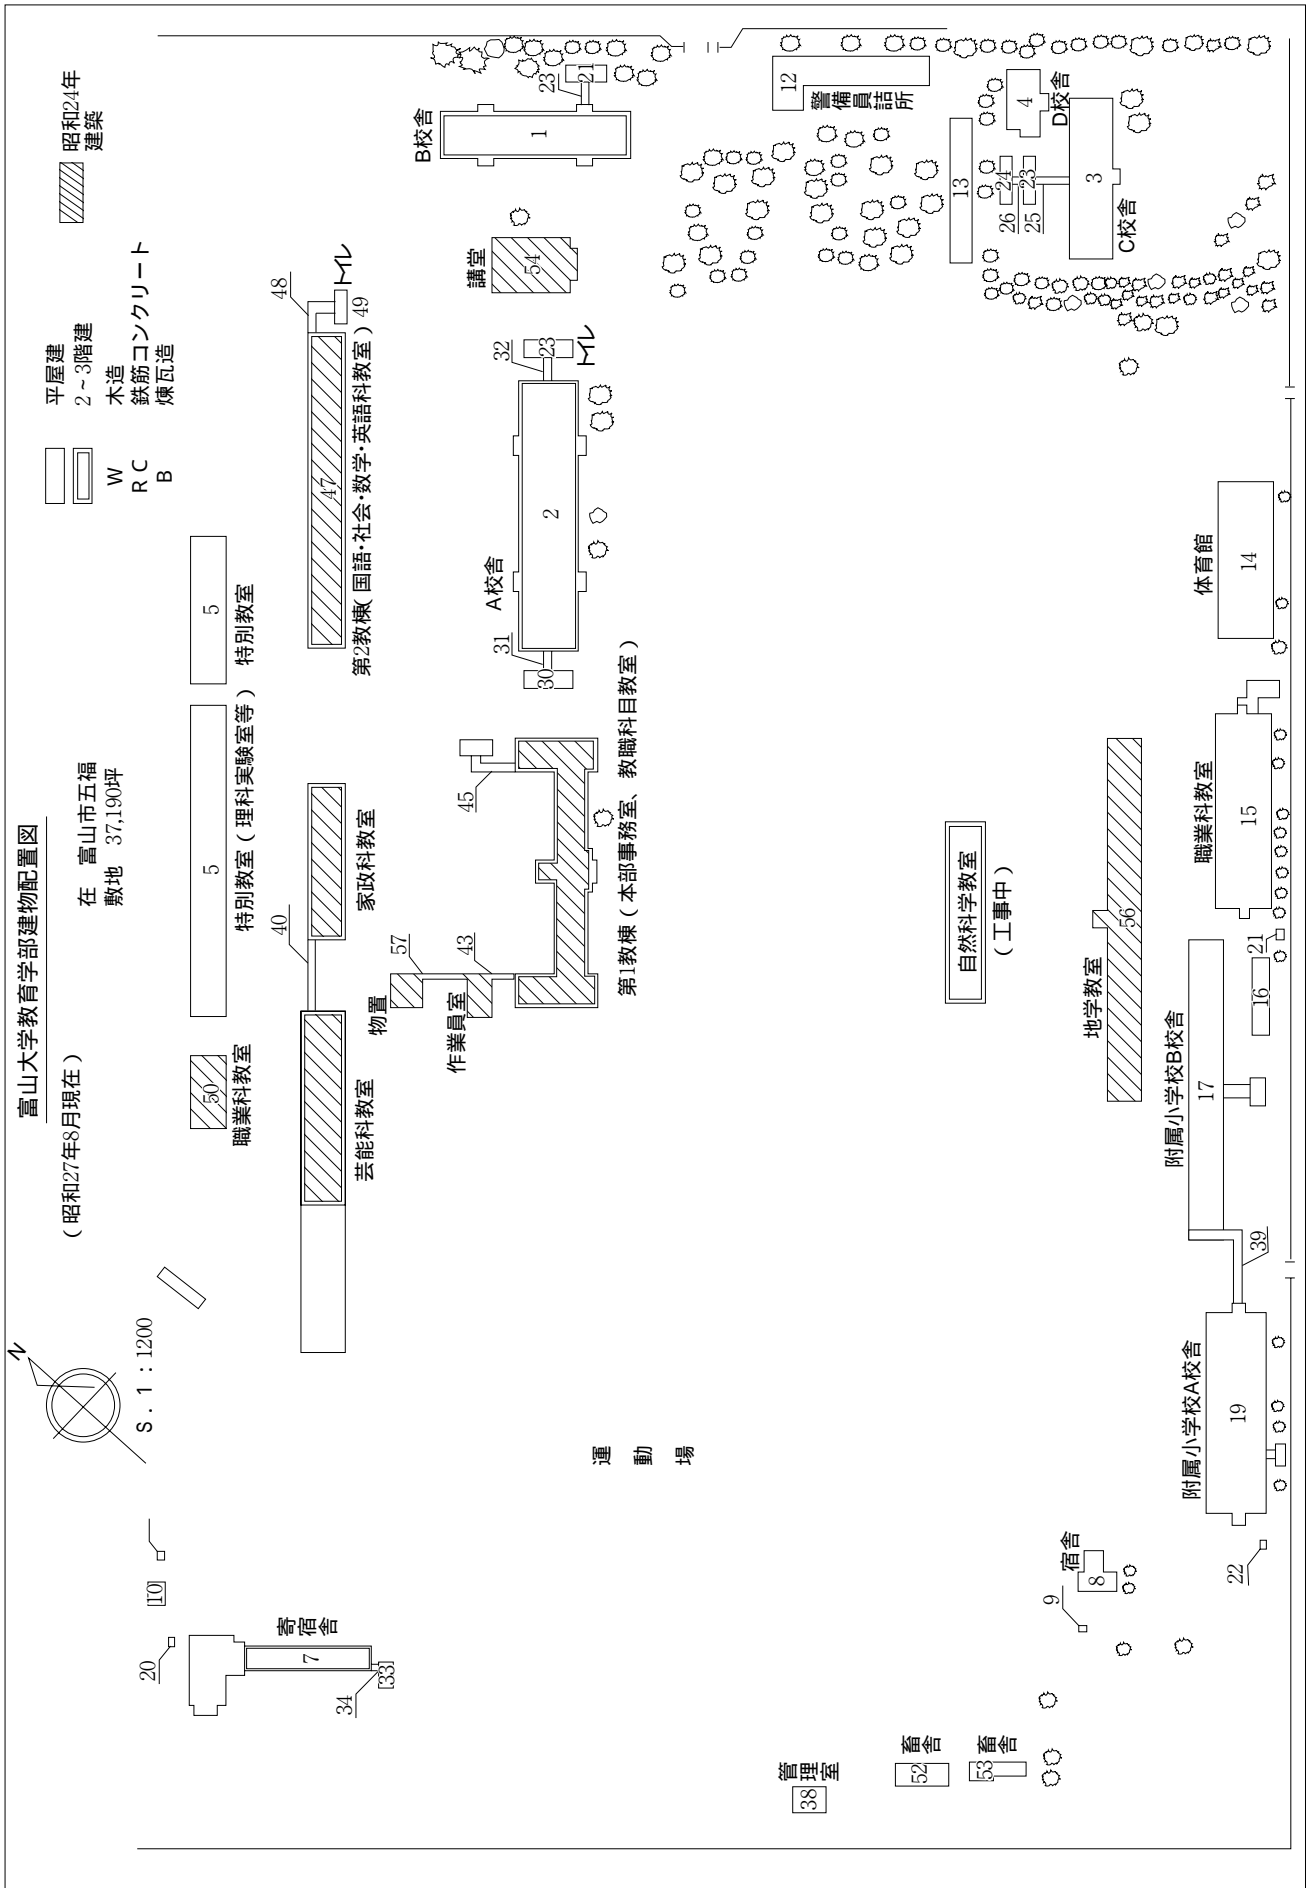 富山大学教育学部建物配置図
(昭和27年8月現在)
在 富山市五福
敷地 37,190坪
平屋建
2~3階建
W 木造
RC 鉄筋コンクリート
B 煉瓦造
昭和24年
建築
N
S. 1 : 1200
10
20
7
寄宿舎
34
33
50
職業科教室
5
特別教室(理科実験室等)
5
特別教室
芸能科教室
40
家政科教室
47
第2教棟(国語・社会・数学・英語科教室)
48
49
トイレ
物置
57
作業員室
43
45
第1教棟(本部事務室、教職科目教室)
A校舎
30
31
2
32
23
トイレ
講堂
54
B校舎
1
23
21
運動場
12
警備員詰所
13
4
D校舎
24
23
26
25
3
C校舎
自然科学教室
(工事中)
地学教室
56
管理室
38
52
畜舎
53
畜舎
9
8
宿舎
22
附属小学校A校舎
19
39
附属小学校B校舎
17
16
21
職業科教室
15
体育館
14